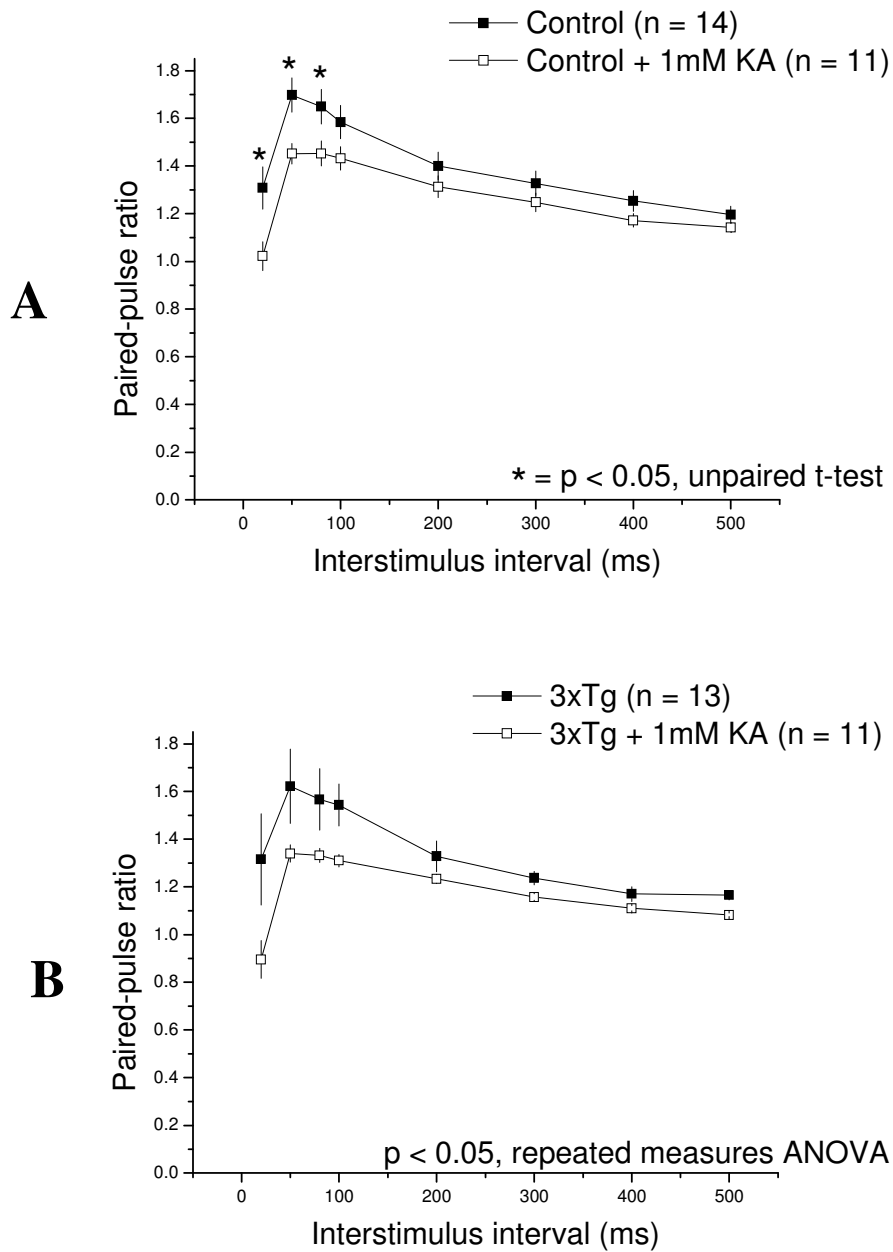 Control (n = 14)
Control + 1mM KA (n = 11)
A
Paired-pulse ratio
1.8
1.6
1.4
1.2
1.0
0.8
0.6
0.4
0.2
0.0
*
*
*
* = p < 0.05, unpaired t-test
0 100 200 300 400 500
Interstimulus interval (ms)
3xTg (n = 13)
3xTg + 1mM KA (n = 11)
B
Paired-pulse ratio
1.8
1.6
1.4
1.2
1.0
0.8
0.6
0.4
0.2
0.0
p < 0.05, repeated measures ANOVA
0 100 200 300 400 500
Interstimulus interval (ms)